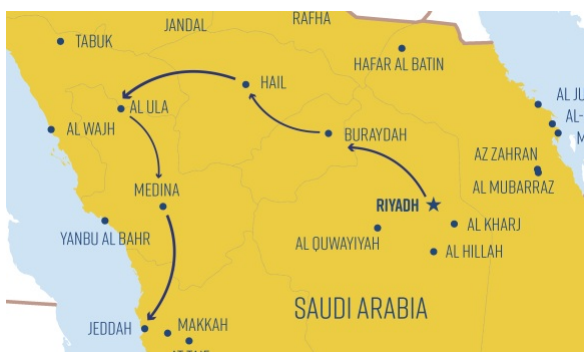 RAFHA
JANDAL
TABUK
HAFAR AL BATIN
HAIL
AL ULA
AL WAJH
BURAYDAH
AZ ZAHRAN
AL MUBARRAZ
MEDINA
RIYADH
AL KHARJ
YANBU AL BAHR
AL QUWAYIYAH
AL HILLAH
SAUDI ARABIA
JEDDAH
MAKKAH